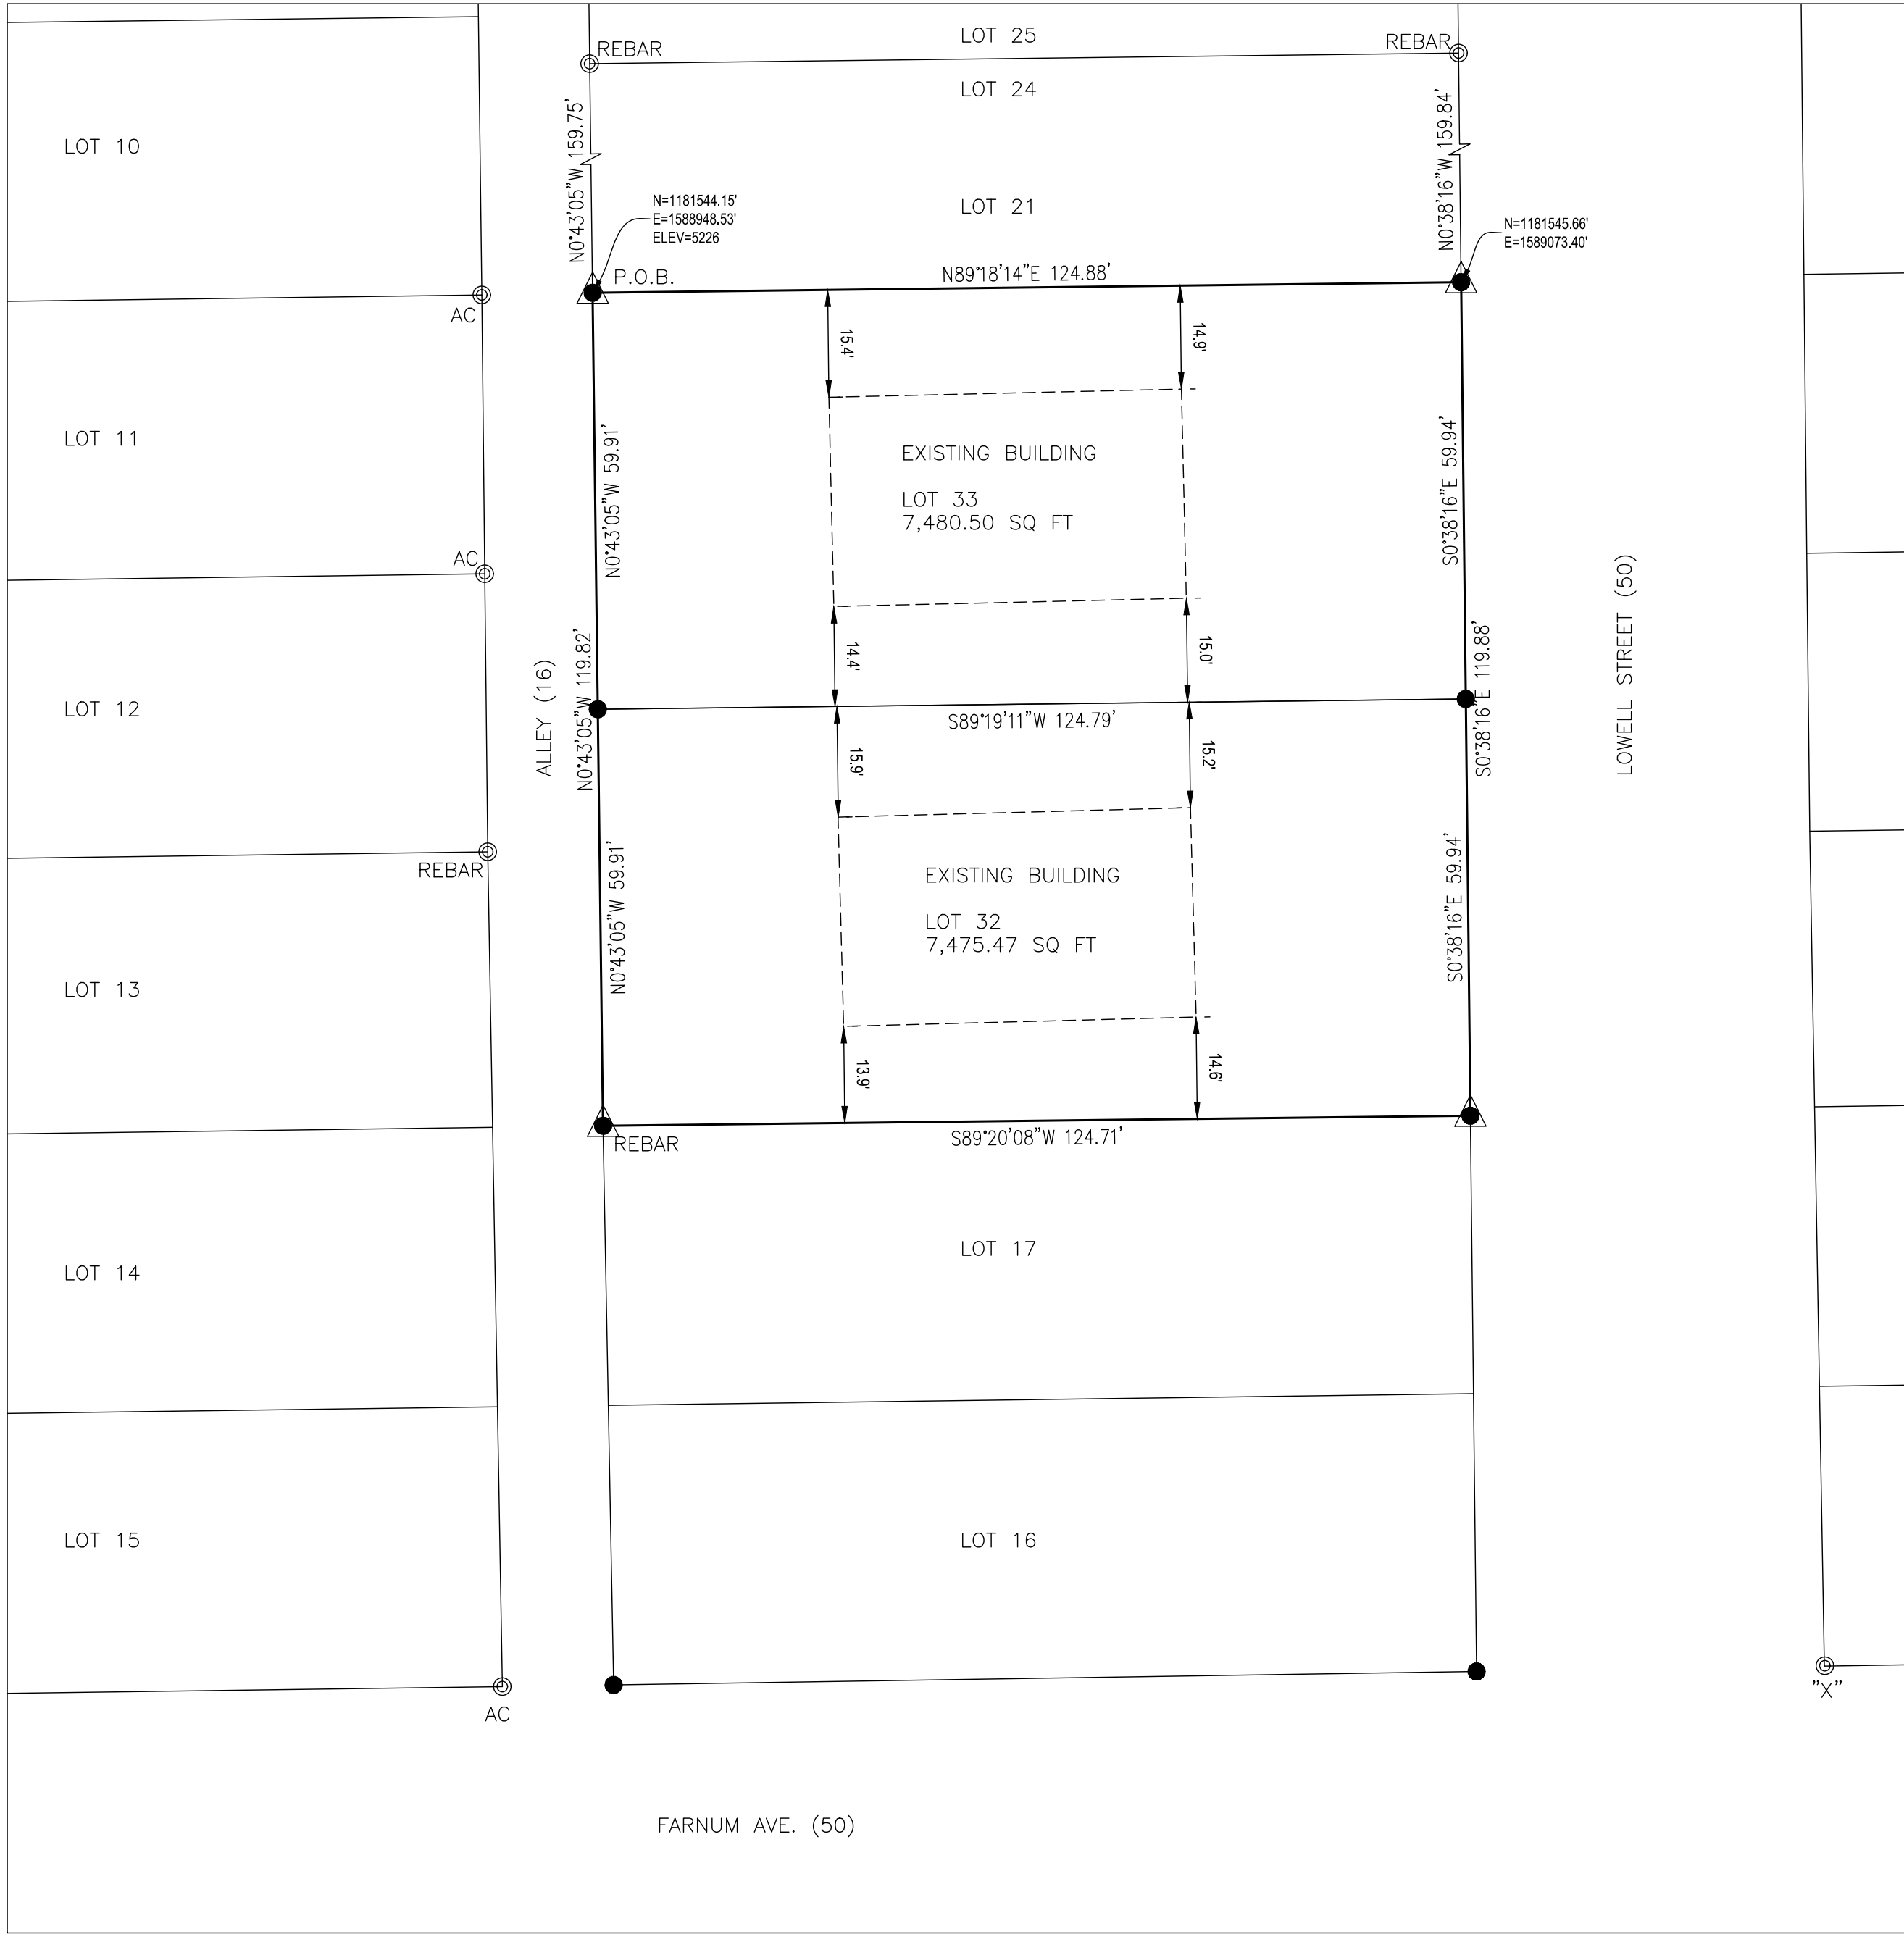 LOT 25
REBAR
REBAR
LOT 24
N0°43'05"W 159.75'
N0°38'16"W 159.84'
LOT 10
N=1181544.15'
E=1588948.53'
ELEV=5226
LOT 21
N=1181545.66'
E=1589073.40'
P.O.B.
N89°18'14"E 124.88'
AC
15.4'
14.9'
LOT 11
N0°43'05"W 59.91'
EXISTING BUILDING
LOT 33
7,480.50 SQ FT
S0°38'16"E 59.94'
AC
14.4'
15.0'
LOWELL STREET (50)
ALLEY (16)
N0°43'05"W 119.82'
S0°38'16"E 119.88'
LOT 12
S89°19'11"W 124.79'
15.9'
15.2'
REBAR
N0°43'05"W 59.91'
EXISTING BUILDING
LOT 32
7,475.47 SQ FT
S0°38'16"E 59.94'
LOT 13
13.9'
14.6'
REBAR
S89°20'08"W 124.71'
LOT 17
LOT 14
LOT 15
LOT 16
AC
"X"
FARNUM AVE. (50)